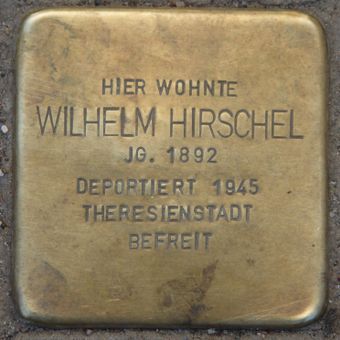 HIER WOHNTE
WILHELM HIRSCHEL
JG. 1892
DEPORTIERT 1945
THERESIENSTADT
BEFREIT